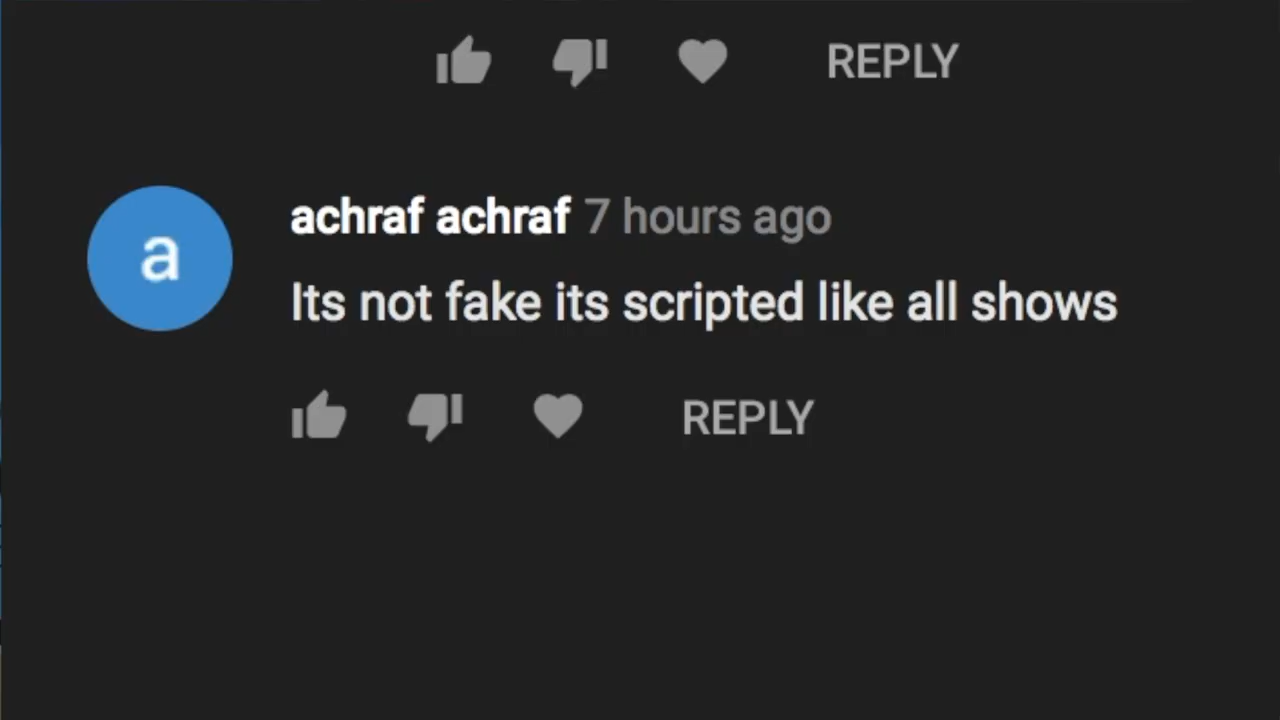 REPLY
a
achraf achraf 7 hours ago
Its not fake its scripted like all shows
REPLY